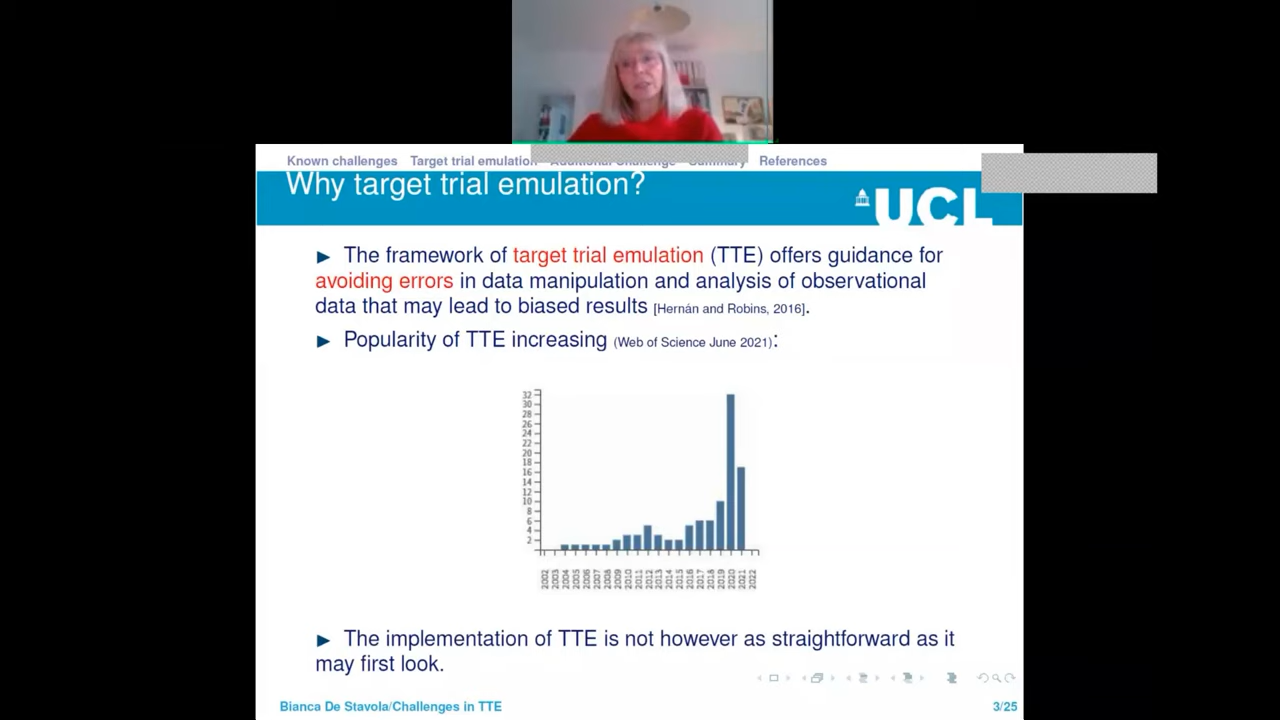 Known challenges Target trial emulation Additional Challenge Summary References
Why target trial emulation?
UCL
► The framework of target trial emulation (TTE) offers guidance for
avoiding errors in data manipulation and analysis of observational
data that may lead to biased results [Hernán and Robins, 2016].
► Popularity of TTE increasing (Web of Science June 2021):
32
30
28
26
24
22
20
18
16
14
12
10
8
6
4
2
2002 2003 2004 2005 2006 2007 2008 2009 2010 2011 2012 2013 2014 2015 2016 2017 2018 2019 2020 2021 2022
► The implementation of TTE is not however as straightforward as it
may first look.
Bianca De Stavola/Challenges in TTE 3/25